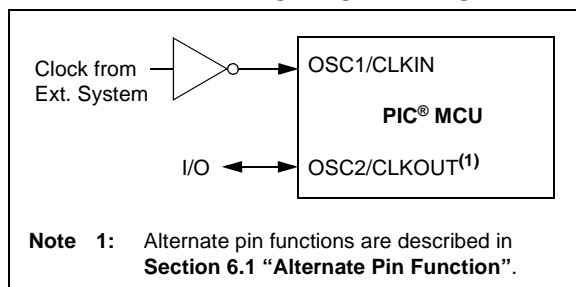 Clock from
Ext. System
OSC1/CLKIN
PIC® MCU
I/O
OSC2/CLKOUT(1)
Note 1: Alternate pin functions are described in
Section 6.1 “Alternate Pin Function”.